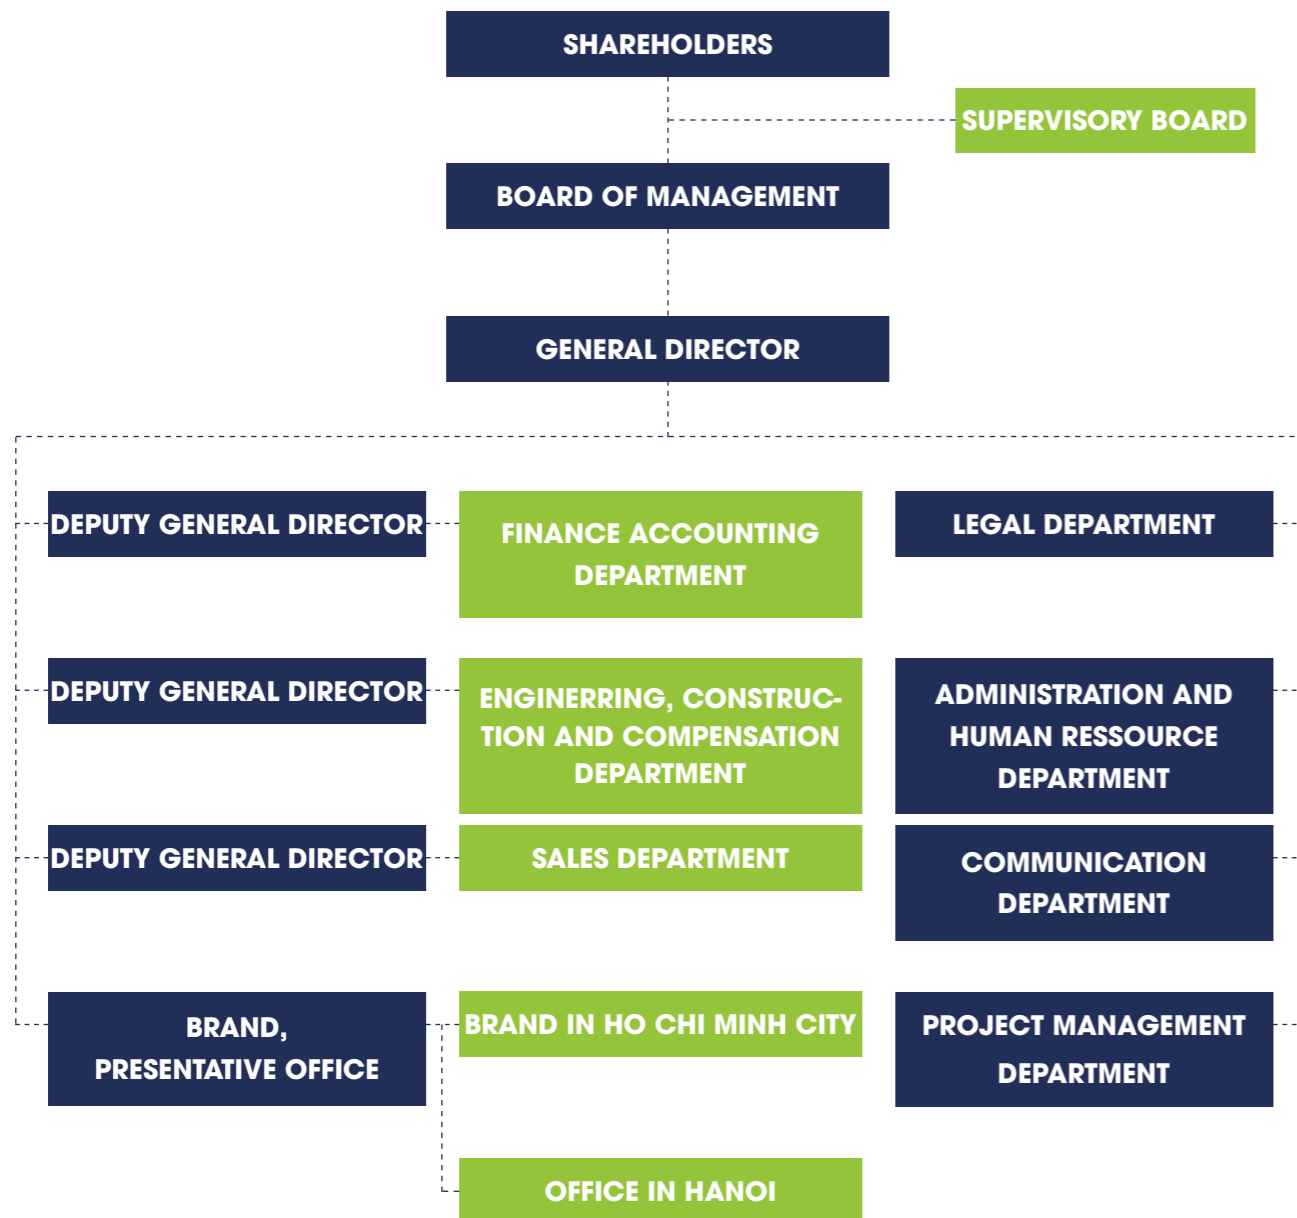 SHAREHOLDERS
SUPERVISORY BOARD
BOARD OF MANAGEMENT
GENERAL DIRECTOR
DEPUTY GENERAL DIRECTOR
FINANCE ACCOUNTING
DEPARTMENT
LEGAL DEPARTMENT
DEPUTY GENERAL DIRECTOR
ENGINERRING, CONSTRUC-
TION AND COMPENSATION
DEPARTMENT
ADMINISTRATION AND
HUMAN RESSOURCE
DEPARTMENT
DEPUTY GENERAL DIRECTOR
SALES DEPARTMENT
COMMUNICATION
DEPARTMENT
BRAND,
PRESENTATIVE OFFICE
BRAND IN HO CHI MINH CITY
PROJECT MANAGEMENT
DEPARTMENT
OFFICE IN HANOI